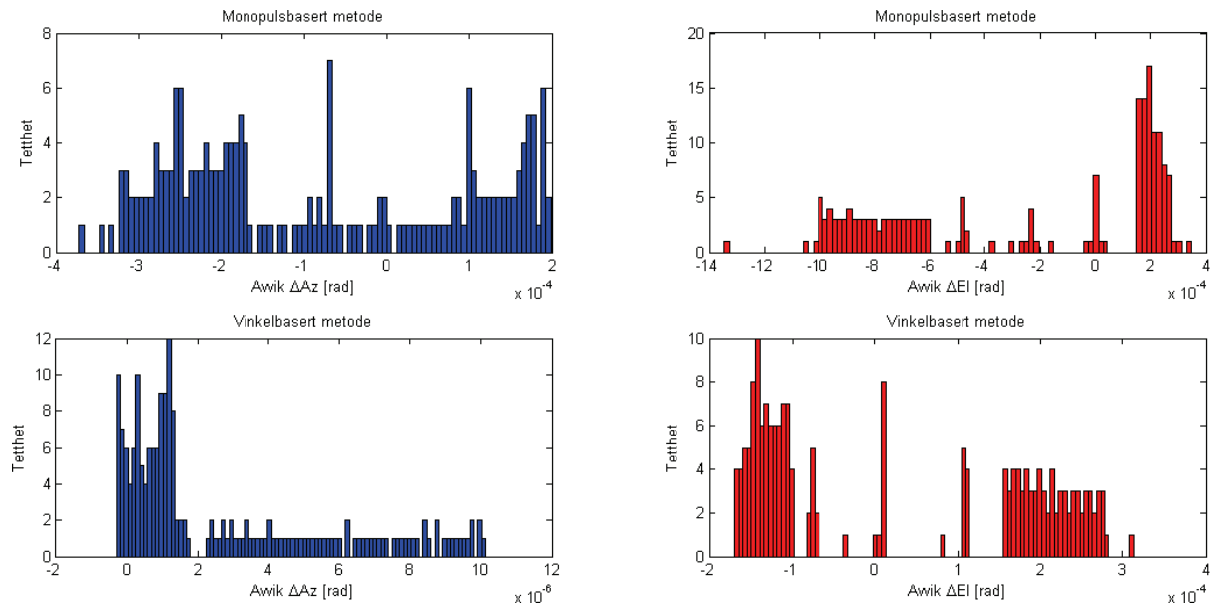 Monopulsbasert metode
8
6
4
2
0
Tetthet
-4 -3 -2 -1 0 1 2
Avvik ΔAz [rad]
x 10⁻⁴
Monopulsbasert metode
20
15
10
5
0
Tetthet
-14 -12 -10 -8 -6 -4 -2 0 2 4
Avvik ΔEl [rad]
x 10⁻⁴
Vinkelbasert metode
12
10
8
6
4
2
0
Tetthet
-2 0 2 4 6 8 10 12
Avvik ΔAz [rad]
x 10⁻⁶
Vinkelbasert metode
10
8
6
4
2
0
Tetthet
-2 -1 0 1 2 3 4
Avvik ΔEl [rad]
x 10⁻⁴